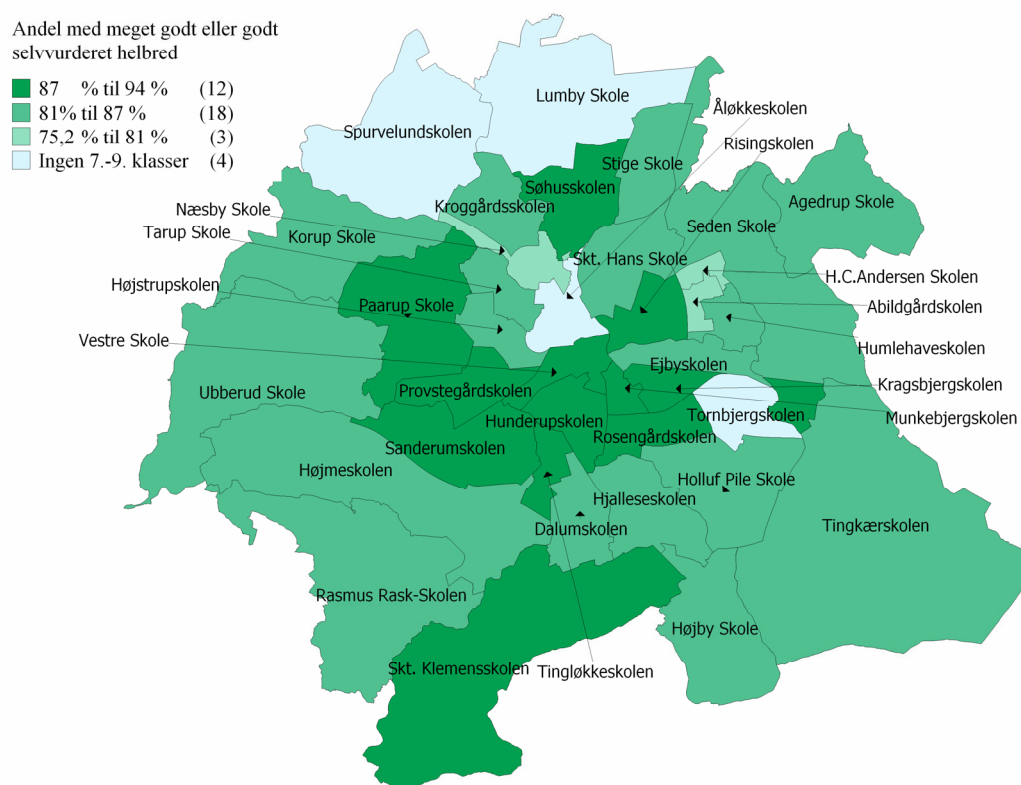 Andel med meget godt eller godt
selvvurderet helbred
87 % til 94 % (12)
81% til 87 % (18)
75,2 % til 81 % (3)
Ingen 7.-9. klasser (4)
Lumby Skole
Åløkkeskolen
Spurvelundskolen
Risingskolen
Stige Skole
Søhusskolen
Kroggårdsskolen
Næsby Skole
Agedrup Skole
Seden Skole
Tarup Skole
Korup Skole
Skt. Hans Skole
H.C.Andersen Skolen
Højstrupskolen
Paarup Skole
Abildgårdskolen
Vestre Skole
Humlehaveskolen
Ejbyskolen
Kragsbjergskolen
Provstegårdskolen
Ubberud Skole
Tornbjergskolen
Munkebjergskolen
Hunderupskolen
Rosengårdskolen
Sanderumskolen
Højmeskolen
Holluf Pile Skole
Hjalleseskolen
Dalumskolen
Tingkærskolen
Rasmus Rask-Skolen
Højby Skole
Skt. Klemensskolen
Tingløkkeskolen